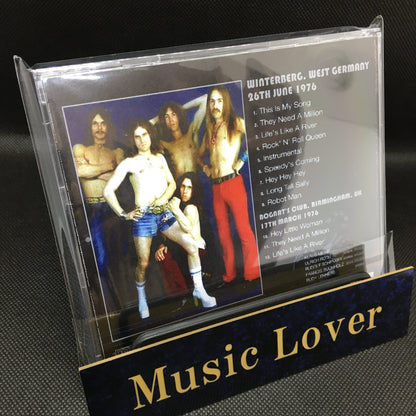 WINTERBERG, WEST GERMANY
26TH JUNE 1976
1. This Is My Song
2. They Need A Million
3. Life's Like A River
4. Rock' N' Roll Queen
5. Instrumental
6. Speedy's Coming
7. Hey Hey Hey
8. Long Tall Sally
9. Robot Man
BOGART'S CLUB, BIRMINGHAM, UK
17TH MARCH 1976
10. Hey Little Woman
11. They Need A Million
12. Life's Like A River
Music Lover